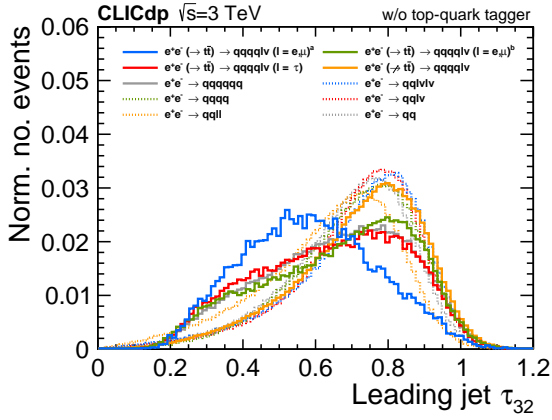 CLICdp √s=3 TeV w/o top-quark tagger
e⁺e⁻ (→ tt̄) → qqqqlν (l = e,μ)ᵃ
e⁺e⁻ (→ tt̄) → qqqqlν (l = e,μ)ᵇ
e⁺e⁻ (→ tt̄) → qqqqlν (l = τ)
e⁺e⁻ (↛ tt̄) → qqqqlν
e⁺e⁻ → qqqqqq
e⁺e⁻ → qqlνlν
e⁺e⁻ → qqqq
e⁺e⁻ → qqlν
e⁺e⁻ → qqll
e⁺e⁻ → qq
Norm. no. events
0.06
0.05
0.04
0.03
0.02
0.01
0
0 0.2 0.4 0.6 0.8 1 1.2
Leading jet τ₃₂